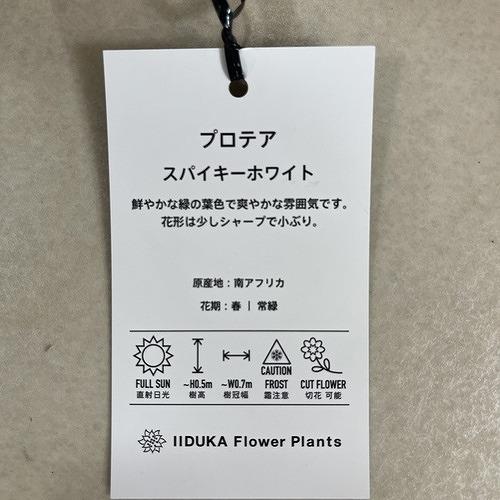 プロテア
スパイキーホワイト
鮮やかな緑の葉色で爽やかな雰囲気です。
花形は少しシャープで小ぶり。
原産地：南アフリカ
花期：春 | 常緑
FULL SUN ~H0.5m ~W0.7m CAUTION FROST CUT FLOWER
直射日光 樹高 樹冠幅 霜注意 切花 可能
IIDUKA Flower Plants